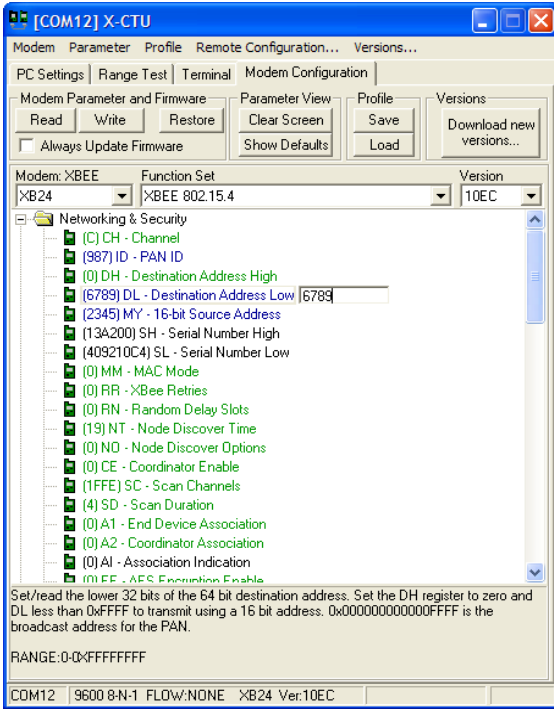 [COM12] X-CTU
Modem Parameter Profile Remote Configuration... Versions...
PC Settings Range Test Terminal Modem Configuration
Modem Parameter and Firmware Parameter View Profile Versions
Read Write Restore Clear Screen Save Download new versions...
Always Update Firmware Show Defaults Load
Modem: XBEE Function Set Version
XB24 XBEE 802.15.4 10EC
Networking & Security
(C) CH - Channel
(987) ID - PAN ID
(0) DH - Destination Address High
(6789) DL - Destination Address Low 6789
(2345) MY - 16-bit Source Address
(13A200) SH - Serial Number High
(409210C4) SL - Serial Number Low
(0) MM - MAC Mode
(0) RR - XBee Retries
(0) RN - Random Delay Slots
(19) NT - Node Discover Time
(0) NO - Node Discover Options
(0) CE - Coordinator Enable
(1FFE) SC - Scan Channels
(4) SD - Scan Duration
(0) A1 - End Device Association
(0) A2 - Coordinator Association
(0) AI - Association Indication
(0) EE - AES Encryption Enable
Set/read the lower 32 bits of the 64 bit destination address. Set the DH register to zero and
DL less than 0xFFFF to transmit using a 16 bit address. 0x000000000000FFFF is the
broadcast address for the PAN.
RANGE:0-0XFFFFFFFF
COM12 9600 8-N-1 FLOW:NONE XB24 Ver:10EC